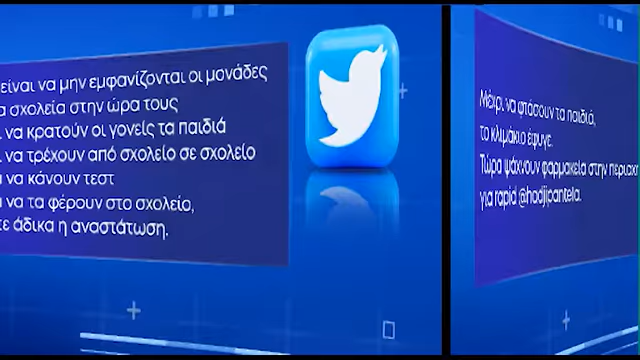 είναι να μην εμφανίζονται οι μονάδες
σχολεία στην ώρα τους
να κρατούν οι γονείς τα παιδιά
να τρέχουν από σχολείο σε σχολείο
να κάνουν τεστ
να τα φέρουν στο σχολείο,
άδικα η αναστάτωση.
Μέχρι να φτάσουν τα παιδιά,
το κλιμάκιο έφυγε.
Τώρα ψάχνουν φαρμακεία στην
για rapid @hadjipantela.